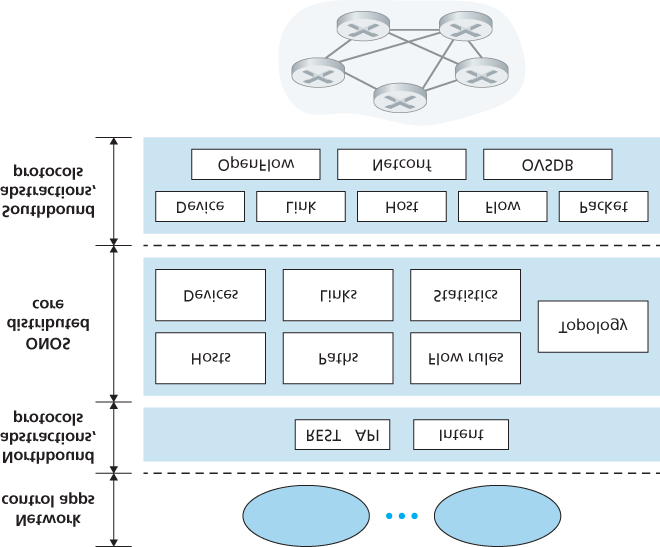 Network
control apps
REST API
Intent
Northbound
abstractions,
protocols
Hosts
Paths
Flow rules
Topology
Devices
Links
Statistics
ONOS
distributed
core
Device
Link
Host
Flow
Packet
OpenFlow
Netconf
OVSDB
Southbound
abstractions,
protocols